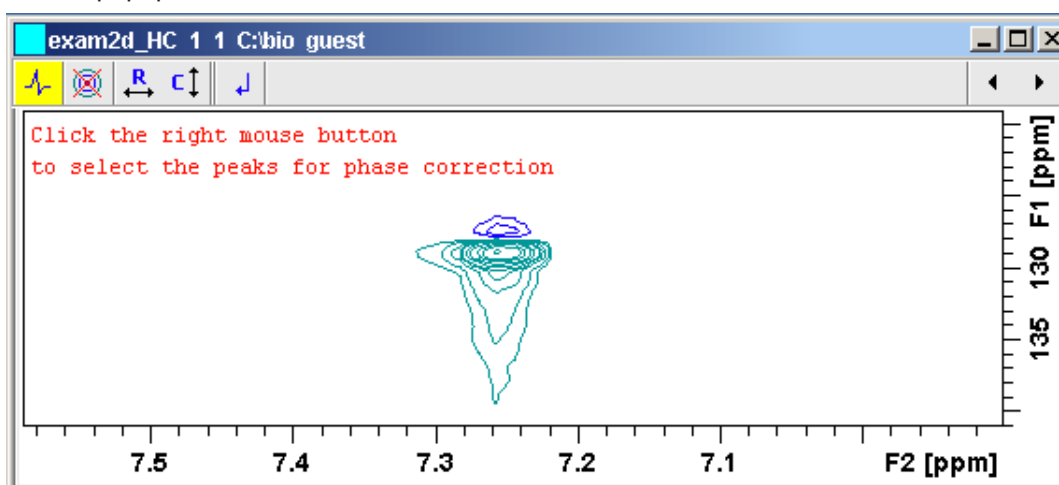 exam2d_HC 1 1 C:\bio guest
R C
Click the right mouse button
to select the peaks for phase correction
F1 [ppm]
130
135
7.5 7.4 7.3 7.2 7.1 F2 [ppm]